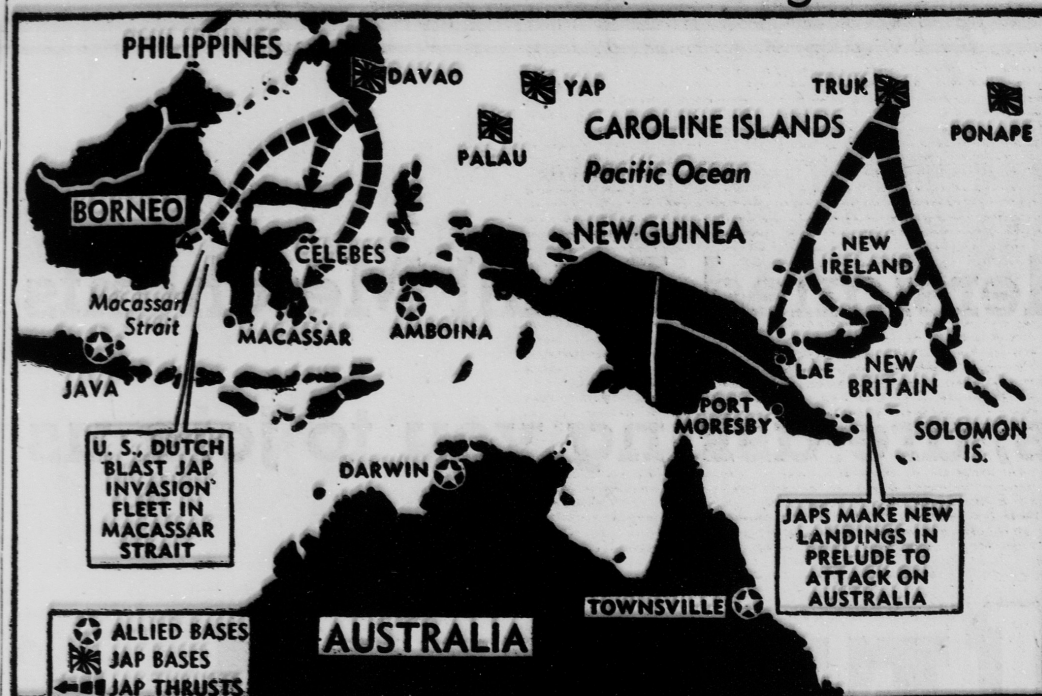 PHILIPPINES
DAVAO
YAP
TRUK
PONAPE
PALAU
CAROLINE ISLANDS
Pacific Ocean
BORNEO
CELEBES
NEW GUINEA
NEW
IRELAND
Macassar
Strait
MACASSAR
AMBOINA
JAVA
LAE
NEW
BRITAIN
PORT
MORESBY
SOLOMON
IS.
U. S., DUTCH
BLAST JAP
INVASION
FLEET IN
MACASSAR
STRAIT
DARWIN
JAPS MAKE NEW
LANDINGS IN
PRELUDE TO
ATTACK ON
AUSTRALIA
TOWNSVILLE
AUSTRALIA
ALLIED BASES
JAP BASES
JAP THRUSTS